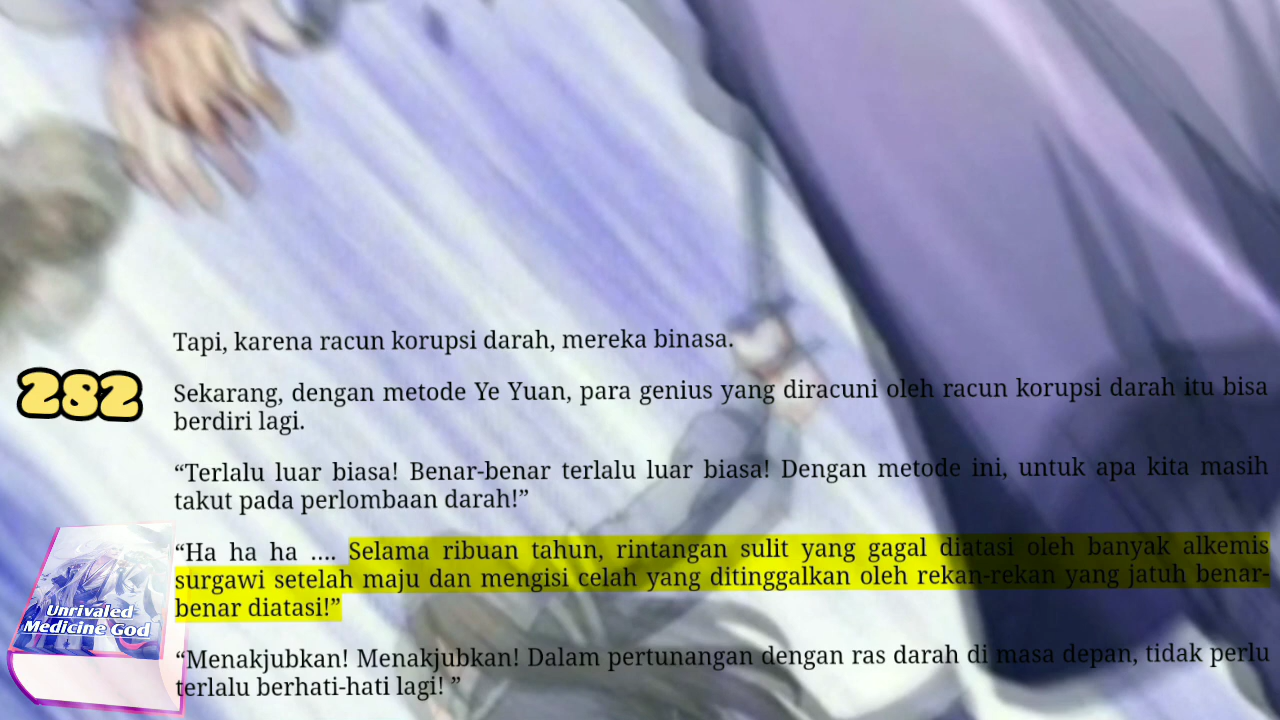 Tapi, karena racun korupsi darah, mereka binasa.
282
Sekarang, dengan metode Ye Yuan, para genius yang diracuni oleh racun korupsi darah itu bisa
berdiri lagi.
“Terlalu luar biasa! Benar-benar terlalu luar biasa! Dengan metode ini, untuk apa kita masih
takut pada perlombaan darah!”
“Ha ha ha .... Selama ribuan tahun, rintangan sulit yang gagal diatasi oleh banyak alkemis
surgawi setelah maju dan mengisi celah yang ditinggalkan oleh rekan-rekan yang jatuh benar-
benar diatasi!”
Unrivaled
Medicine God
“Menakjubkan! Menakjubkan! Dalam pertunangan dengan ras darah di masa depan, tidak perlu
terlalu berhati-hati lagi! ”